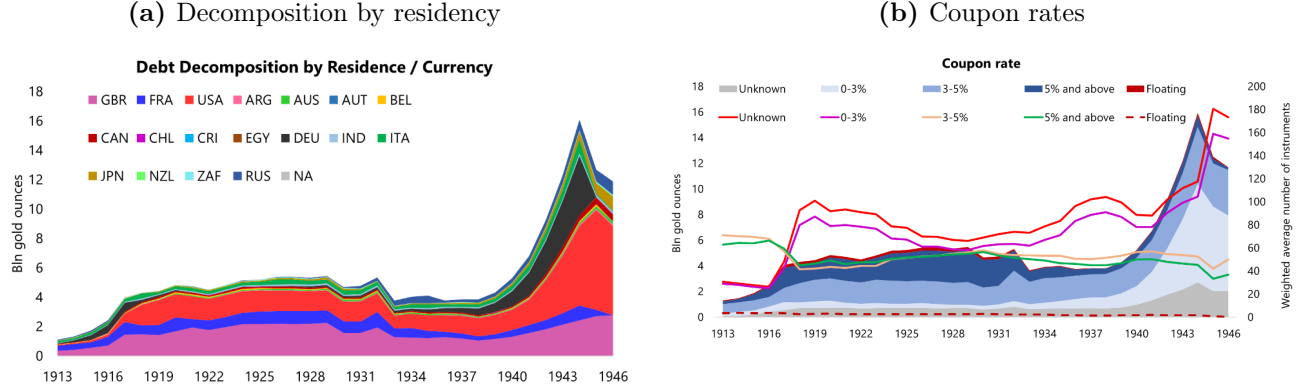 (a) Decomposition by residency
Debt Decomposition by Residence / Currency
18
16
14
12
10
8
6
4
2
0
Bln gold ounces
GBR FRA USA ARG AUS AUT BEL
CAN CHL CRI EGY DEU IND ITA
JPN NZL ZAF RUS NA
1913 1916 1919 1922 1925 1928 1931 1934 1937 1940 1943 1946
(b) Coupon rates
Coupon rate
18
16
14
12
10
8
6
4
2
0
Bln gold ounces
Unknown 0-3% 3-5% 5% and above Floating
Unknown 0-3% 3-5% 5% and above Floating
200
180
160
140
120
100
80
60
40
20
0
Weighted average number of instruments
1913 1916 1919 1922 1925 1928 1931 1934 1937 1940 1943 1946